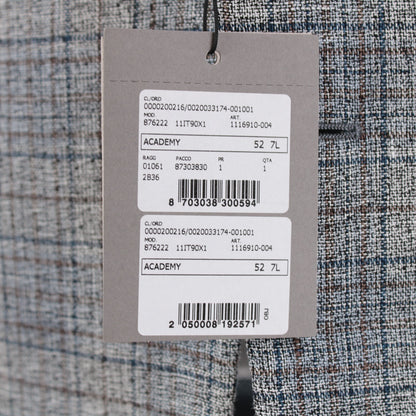 CL/ORD
0000200216/0020033174-001001
MOD. ART.
876222 11IT90X1 1116910-004
ACADEMY 52 7L
RAGG PACCO PR QTA
01061 87303830 1 1
2B36
8 703038 300594
CL/ORD
0000200216/0020033174-001001
MOD. ART.
876222 11IT90X1 1116910-004
ACADEMY 52 7L
2 050008 192571